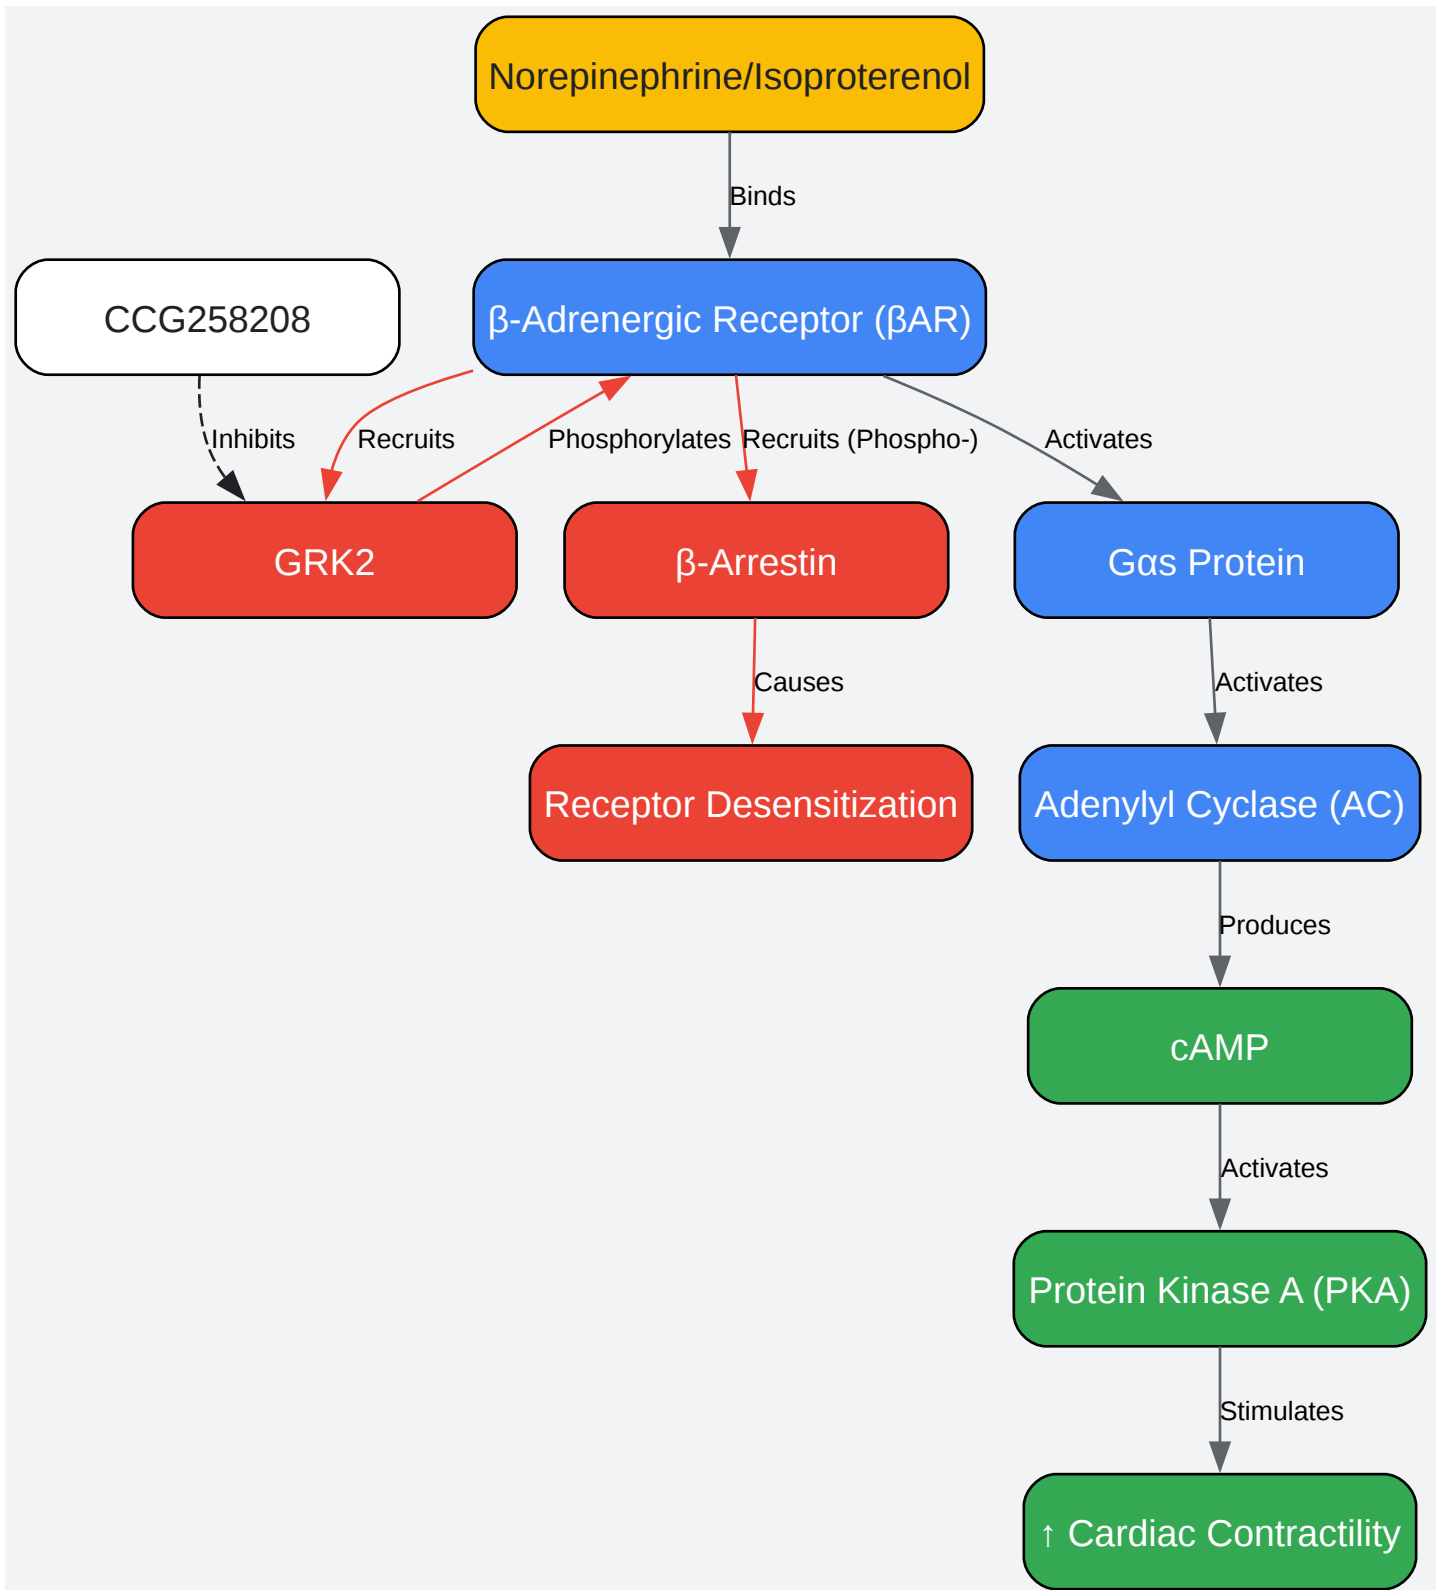 Norepinephrine/Isoproterenol
Binds
CCG258208
β-Adrenergic Receptor (βAR)
Inhibits
Recruits
Phosphorylates
Recruits (Phospho-)
Activates
GRK2
β-Arrestin
Gαs Protein
Causes
Activates
Receptor Desensitization
Adenylyl Cyclase (AC)
Produces
cAMP
Activates
Protein Kinase A (PKA)
Stimulates
↑ Cardiac Contractility